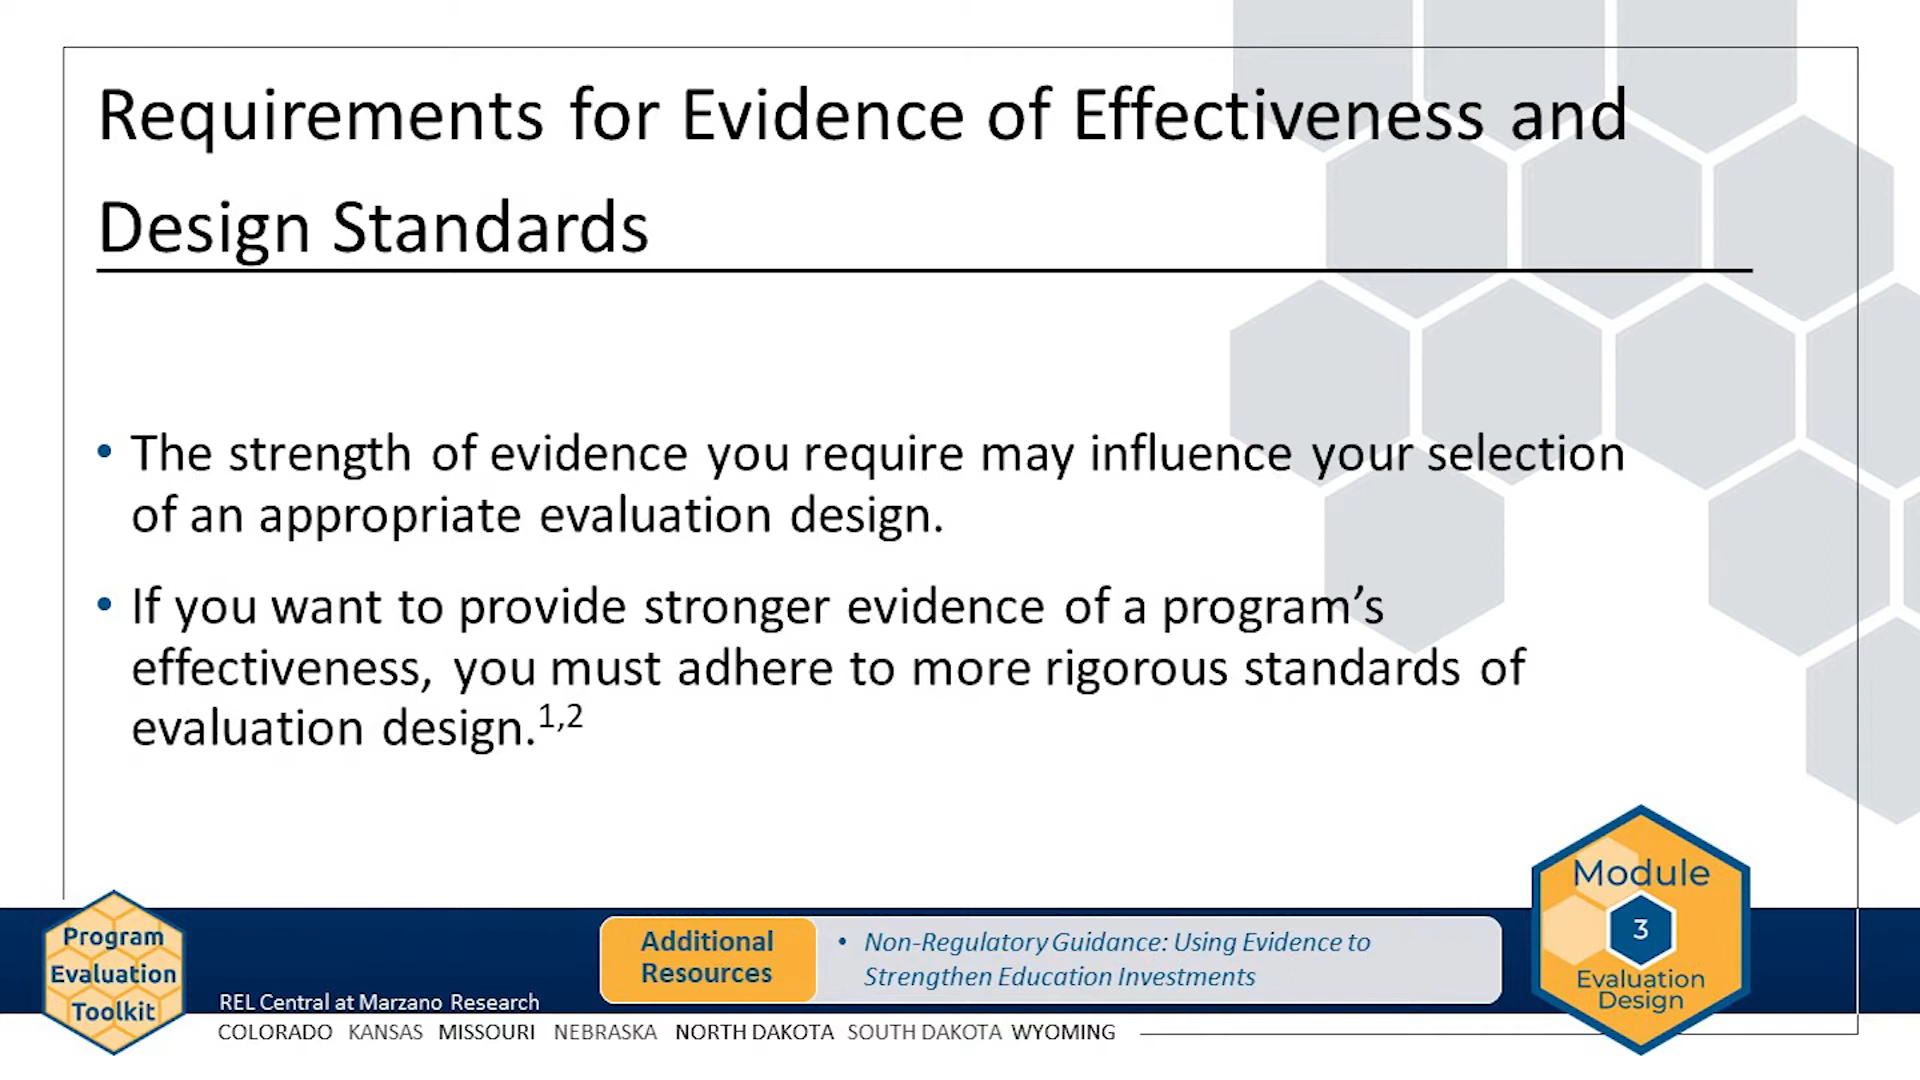 Requirements for Evidence of Effectiveness and
Design Standards
• The strength of evidence you require may influence your selection
of an appropriate evaluation design.
• If you want to provide stronger evidence of a program’s
effectiveness, you must adhere to more rigorous standards of
evaluation design.1,2
Program
Evaluation
Toolkit
REL Central at Marzano Research
COLORADO KANSAS MISSOURI NEBRASKA NORTH DAKOTA SOUTH DAKOTA WYOMING
Additional
Resources
• Non-Regulatory Guidance: Using Evidence to
Strengthen Education Investments
Module
3
Evaluation
Design